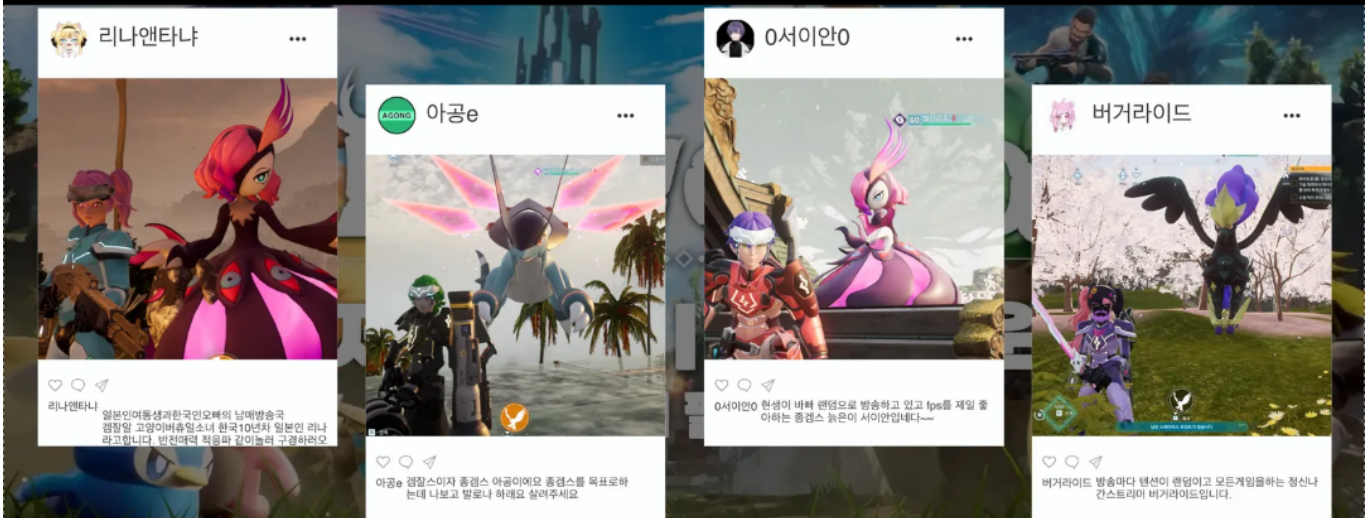 리나앤타냐
리나앤타냐
일본인여동생과한국인오빠의 남매방송국
겜잘알 고양이버츄일소녀 한국10년차 일본인 리나
라고합니다. 반전매력 적응파 같이놀러 구경하러오
AGONG
아공e
아공e 겜잘스이자 종겜스 아공이에요 종겜스를 목표로하
는데 나보고 발로나 하래요 살려주세요
0서이안0
60
0서이안0 현생이 바빠 랜덤으로 방송하고 있고 fps를 제일 좋
아하는 종겜스 늙은이 서이안입네다~~
버거라이드
버거라이드 방송마다 텐션이 랜덤이고 모든게임을하는 정신나
간스트리머 버거라이드입니다.